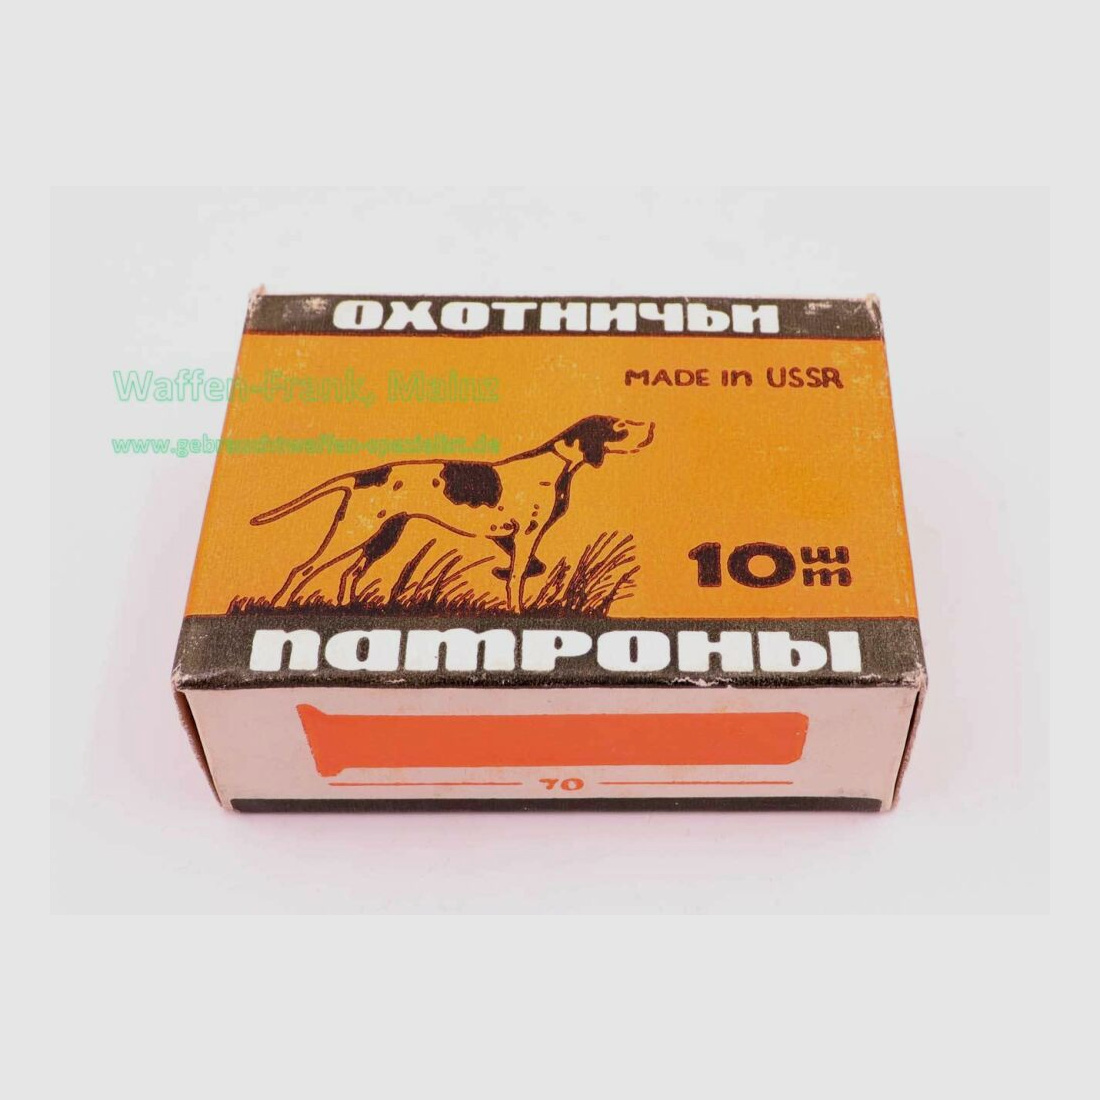 ОХОТНИЧЬИ
MADE in USSR
Waffen-Frank, Mainz
www.gebrauchtwaffen-spezialist.de
10 шт
ПАТРОНЫ
70